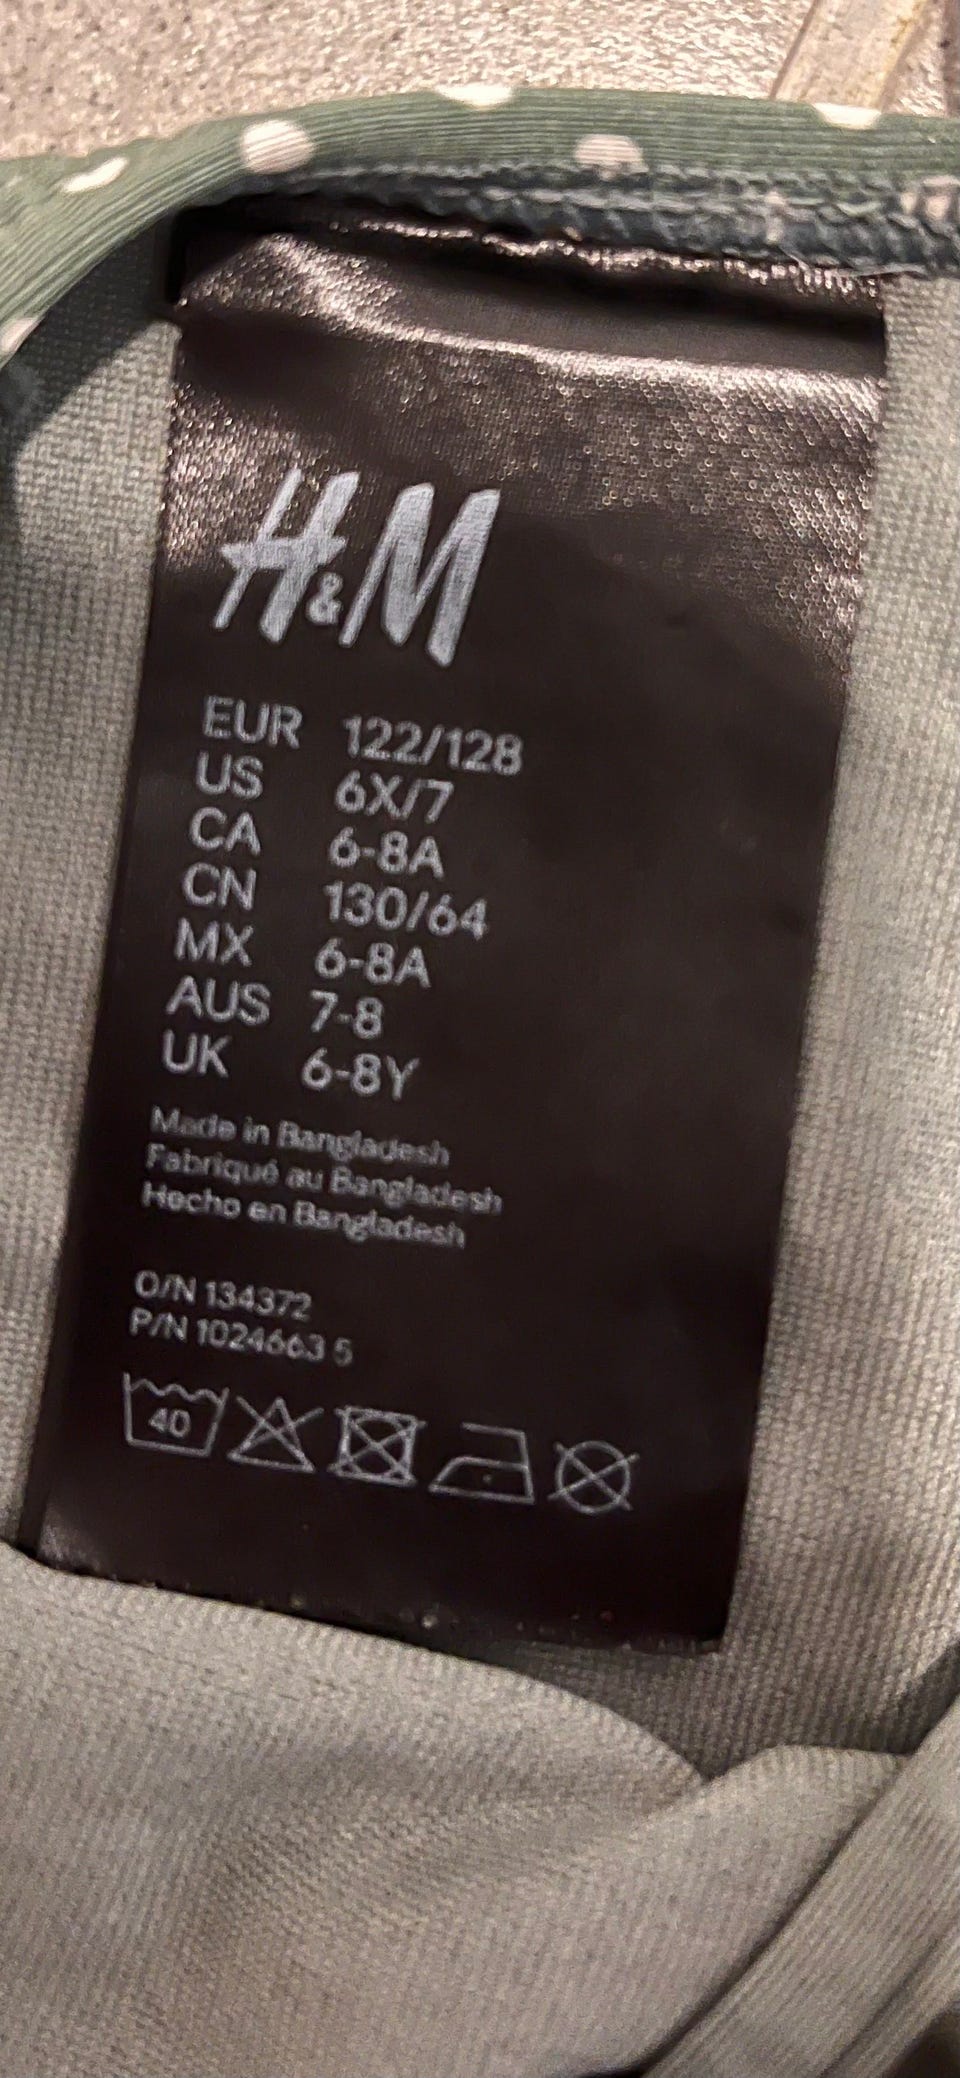 H&M
EUR 122/128
US 6X/7
CA 6-8A
CN 130/64
MX 6-8A
AUS 7-8
UK 6-8Y
Made in Bangladesh
Fabriqué au Bangladesh
Hecho en Bangladesh
O/N 134372
P/N 1024663 5
40